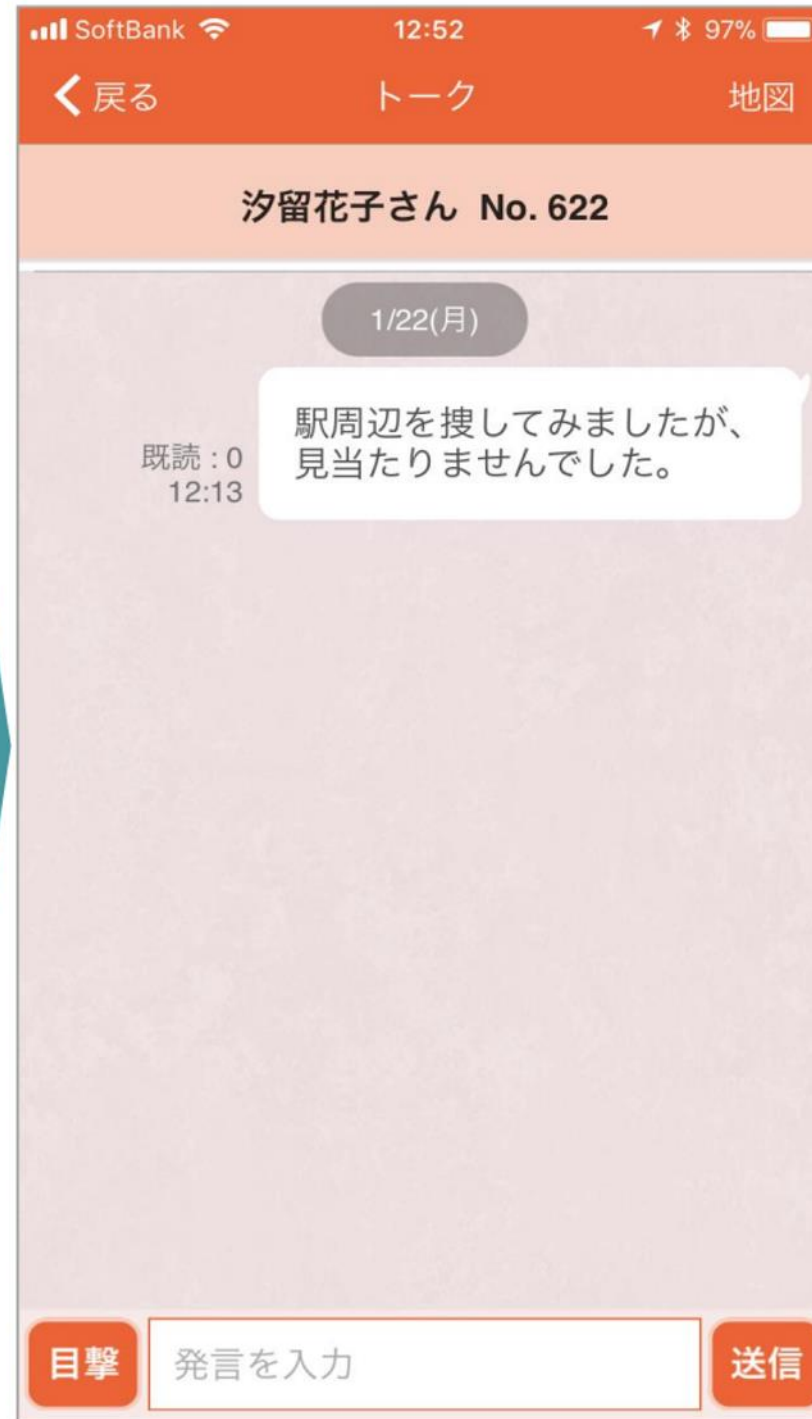 SoftBank 12:52 97%
戻る トーク 地図
汐留花子さん No. 622
1/22(月)
駅周辺を捜してみましたが、
見当たりませんでした。
既読 : 0
12:13
目撃 発言を入力 送信